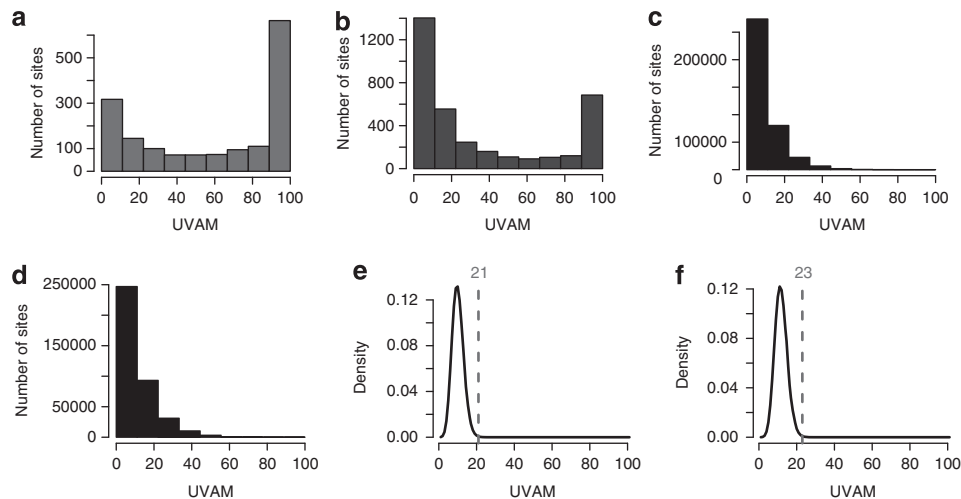 a
Number of sites
500
300
100
0
0 20 40 60 80 100
UVAM
b
Number of sites
1200
800
400
0
0 20 40 60 80 100
UVAM
c
Number of sites
200000
100000
0
0 20 40 60 80 100
UVAM
d
Number of sites
250000
150000
50000
0
0 20 40 60 80 100
UVAM
e
21
Density
0.12
0.08
0.04
0.00
0 20 40 60 80 100
UVAM
f
23
Density
0.12
0.08
0.04
0.00
0 20 40 60 80 100
UVAM